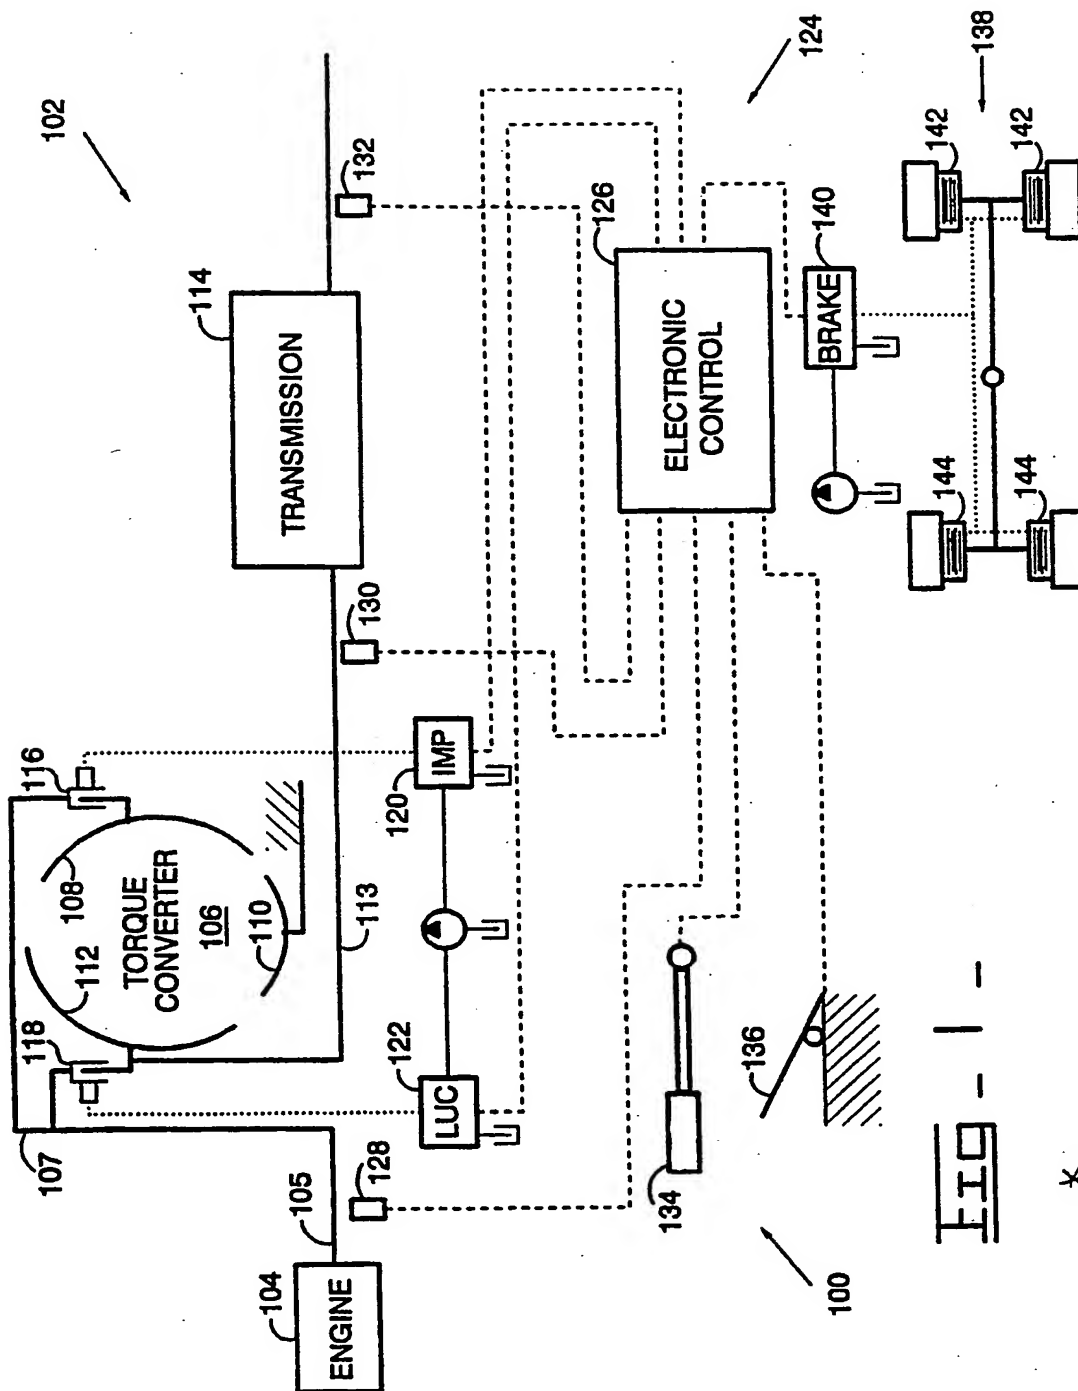 102
107
118
116
112
108
TORQUE
CONVERTER
106
110
114
TRANSMISSION
104
105
ENGINE
113
128
130
132
122
120
LUC
IMP
126
ELECTRONIC
CONTROL
134
136
124
140
BRAKE
100
144
142
138
144
142
FIG - 1 -
*